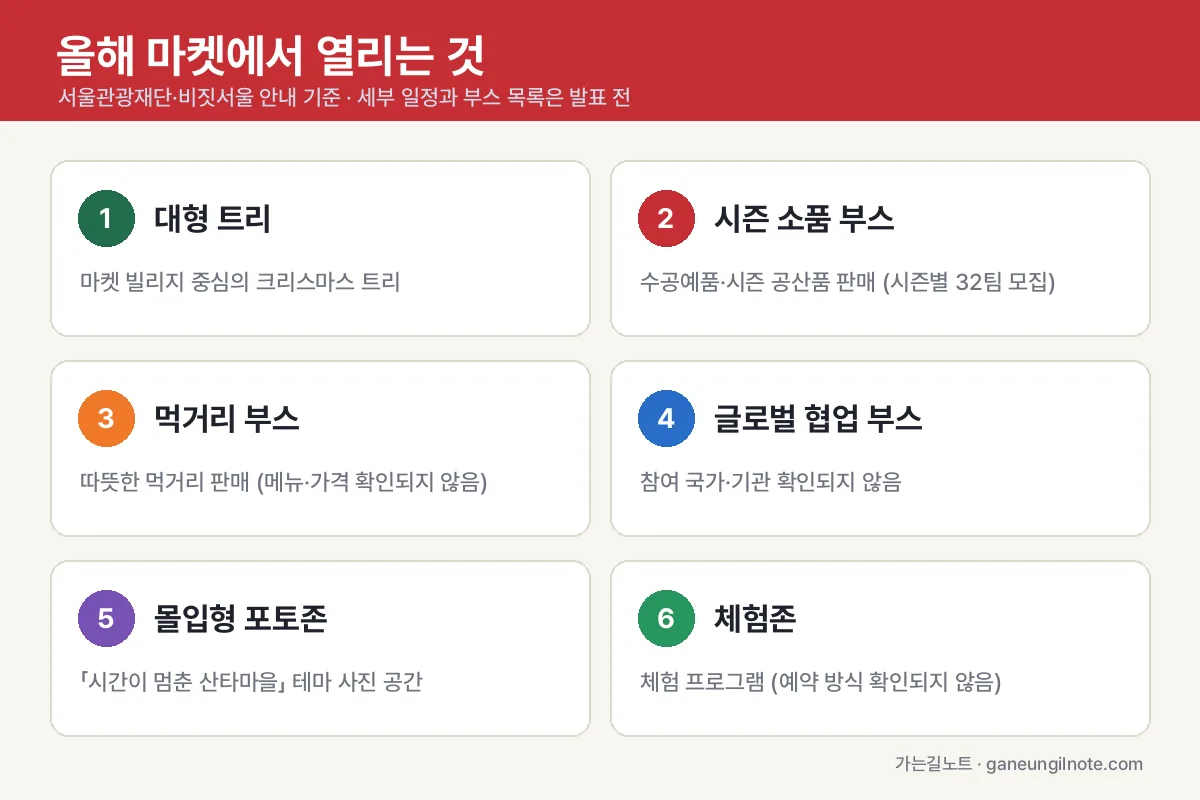 올해 마켓에서 열리는 것
서울관광재단·비짓서울 안내 기준 · 세부 일정과 부스 목록은 발표 전
1 대형 트리
마켓 빌리지 중심의 크리스마스 트리
2 시즌 소품 부스
수공예품·시즌 공산품 판매 (시즌별 32팀 모집)
3 먹거리 부스
따뜻한 먹거리 판매 (메뉴·가격 확인되지 않음)
4 글로벌 협업 부스
참여 국가·기관 확인되지 않음
5 몰입형 포토존
「시간이 멈춘 산타마을」 테마 사진 공간
6 체험존
체험 프로그램 (예약 방식 확인되지 않음)
가는길노트 · ganeungilnote.com